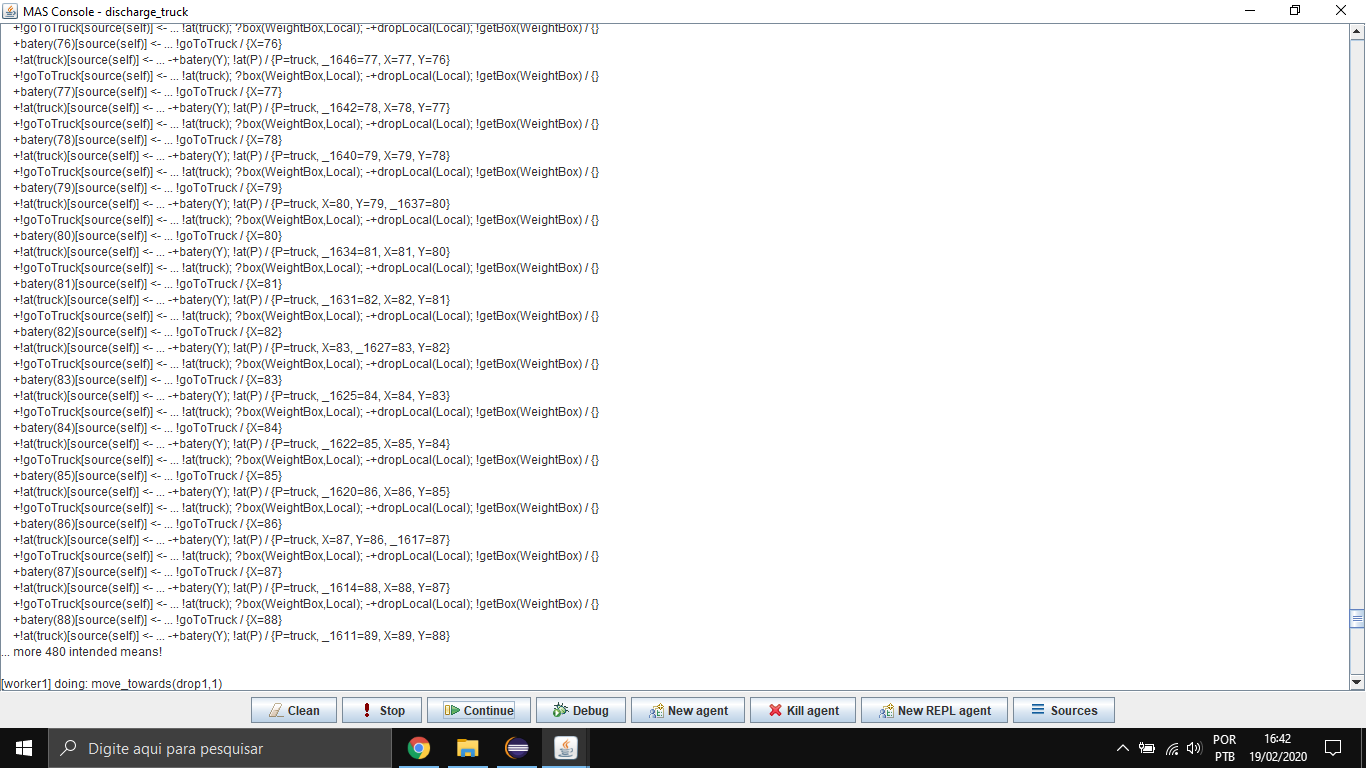 MAS Console - discharge_truck
+!goToTruck[source(self)] <- ... !at(truck); ?box(WeightBox,Local); -+dropLocal(Local); !getBox(WeightBox) / {}
+batery(76)[source(self)] <- ... !goToTruck / {X=76}
+!at(truck)[source(self)] <- ... -+batery(Y); !at(P) / {P=truck, _1646=77, X=77, Y=76}
+!goToTruck[source(self)] <- ... !at(truck); ?box(WeightBox,Local); -+dropLocal(Local); !getBox(WeightBox) / {}
+batery(77)[source(self)] <- ... !goToTruck / {X=77}
+!at(truck)[source(self)] <- ... -+batery(Y); !at(P) / {P=truck, _1642=78, X=78, Y=77}
+!goToTruck[source(self)] <- ... !at(truck); ?box(WeightBox,Local); -+dropLocal(Local); !getBox(WeightBox) / {}
+batery(78)[source(self)] <- ... !goToTruck / {X=78}
+!at(truck)[source(self)] <- ... -+batery(Y); !at(P) / {P=truck, _1640=79, X=79, Y=78}
+!goToTruck[source(self)] <- ... !at(truck); ?box(WeightBox,Local); -+dropLocal(Local); !getBox(WeightBox) / {}
+batery(79)[source(self)] <- ... !goToTruck / {X=79}
+!at(truck)[source(self)] <- ... -+batery(Y); !at(P) / {P=truck, X=80, Y=79, _1637=80}
+!goToTruck[source(self)] <- ... !at(truck); ?box(WeightBox,Local); -+dropLocal(Local); !getBox(WeightBox) / {}
+batery(80)[source(self)] <- ... !goToTruck / {X=80}
+!at(truck)[source(self)] <- ... -+batery(Y); !at(P) / {P=truck, _1634=81, X=81, Y=80}
+!goToTruck[source(self)] <- ... !at(truck); ?box(WeightBox,Local); -+dropLocal(Local); !getBox(WeightBox) / {}
+batery(81)[source(self)] <- ... !goToTruck / {X=81}
+!at(truck)[source(self)] <- ... -+batery(Y); !at(P) / {P=truck, _1631=82, X=82, Y=81}
+!goToTruck[source(self)] <- ... !at(truck); ?box(WeightBox,Local); -+dropLocal(Local); !getBox(WeightBox) / {}
+batery(82)[source(self)] <- ... !goToTruck / {X=82}
+!at(truck)[source(self)] <- ... -+batery(Y); !at(P) / {P=truck, X=83, _1627=83, Y=82}
+!goToTruck[source(self)] <- ... !at(truck); ?box(WeightBox,Local); -+dropLocal(Local); !getBox(WeightBox) / {}
+batery(83)[source(self)] <- ... !goToTruck / {X=83}
+!at(truck)[source(self)] <- ... -+batery(Y); !at(P) / {P=truck, _1625=84, X=84, Y=83}
+!goToTruck[source(self)] <- ... !at(truck); ?box(WeightBox,Local); -+dropLocal(Local); !getBox(WeightBox) / {}
+batery(84)[source(self)] <- ... !goToTruck / {X=84}
+!at(truck)[source(self)] <- ... -+batery(Y); !at(P) / {P=truck, _1622=85, X=85, Y=84}
+!goToTruck[source(self)] <- ... !at(truck); ?box(WeightBox,Local); -+dropLocal(Local); !getBox(WeightBox) / {}
+batery(85)[source(self)] <- ... !goToTruck / {X=85}
+!at(truck)[source(self)] <- ... -+batery(Y); !at(P) / {P=truck, _1620=86, X=86, Y=85}
+!goToTruck[source(self)] <- ... !at(truck); ?box(WeightBox,Local); -+dropLocal(Local); !getBox(WeightBox) / {}
+batery(86)[source(self)] <- ... !goToTruck / {X=86}
+!at(truck)[source(self)] <- ... -+batery(Y); !at(P) / {P=truck, X=87, Y=86, _1617=87}
+!goToTruck[source(self)] <- ... !at(truck); ?box(WeightBox,Local); -+dropLocal(Local); !getBox(WeightBox) / {}
+batery(87)[source(self)] <- ... !goToTruck / {X=87}
+!at(truck)[source(self)] <- ... -+batery(Y); !at(P) / {P=truck, _1614=88, X=88, Y=87}
+!goToTruck[source(self)] <- ... !at(truck); ?box(WeightBox,Local); -+dropLocal(Local); !getBox(WeightBox) / {}
+batery(88)[source(self)] <- ... !goToTruck / {X=88}
+!at(truck)[source(self)] <- ... -+batery(Y); !at(P) / {P=truck, _1611=89, X=89, Y=88}
... more 480 intended means!
[worker1] doing: move_towards(drop1,1)
Clean Stop Continue Debug New agent Kill agent New REPL agent Sources
Digite aqui para pesquisar
POR 16:42
PTB 19/02/2020